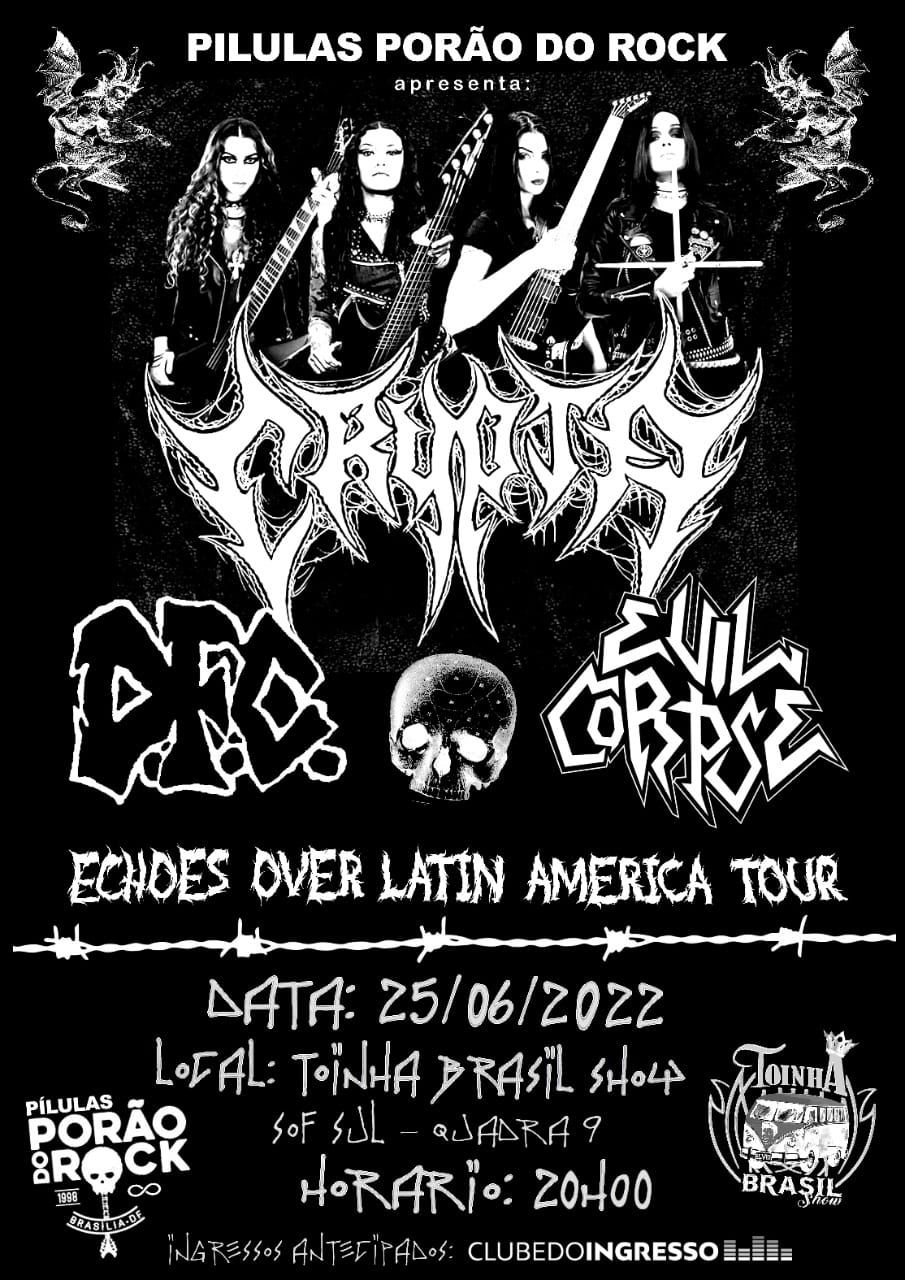 PILULAS PORÃO DO ROCK
apresenta:
CRYPTA
D.F.C.
EVIL
CORPSE
ECHOES OVER LATIN AMERICA TOUR
DATA: 25/06/2022
LOCAL: TOINHA BRASIL SHOW
SOF SUL - QUADRA 9
HORARIO: 20H00
PÍLULAS
PORÃO
DO ROCK
1998
BRASÍLIA-DF
TOINHA
BRASIL
Show
INGRESSOS ANTECIPADOS: CLUBEDOINGRESSO